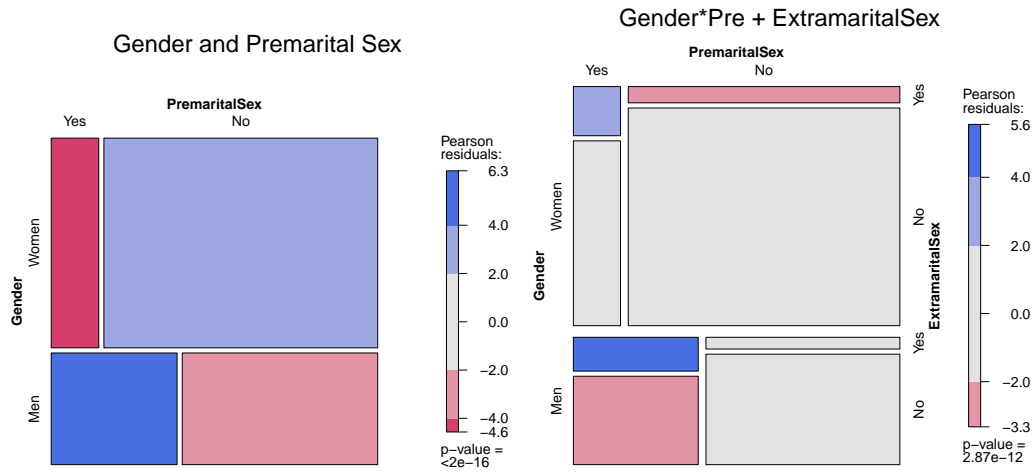 Gender and Premarital Sex
PremaritalSex
Yes No
Gender
Women
Men
Pearson
residuals:
6.3
4.0
2.0
0.0
−2.0
−4.0
−4.6
p−value =
<2e−16
Gender*Pre + ExtramaritalSex
PremaritalSex
Yes No
Gender
Women
Men
Yes
No
Yes
No
ExtramaritalSex
Pearson
residuals:
5.6
4.0
2.0
0.0
−2.0
−3.3
p−value =
2.87e−12